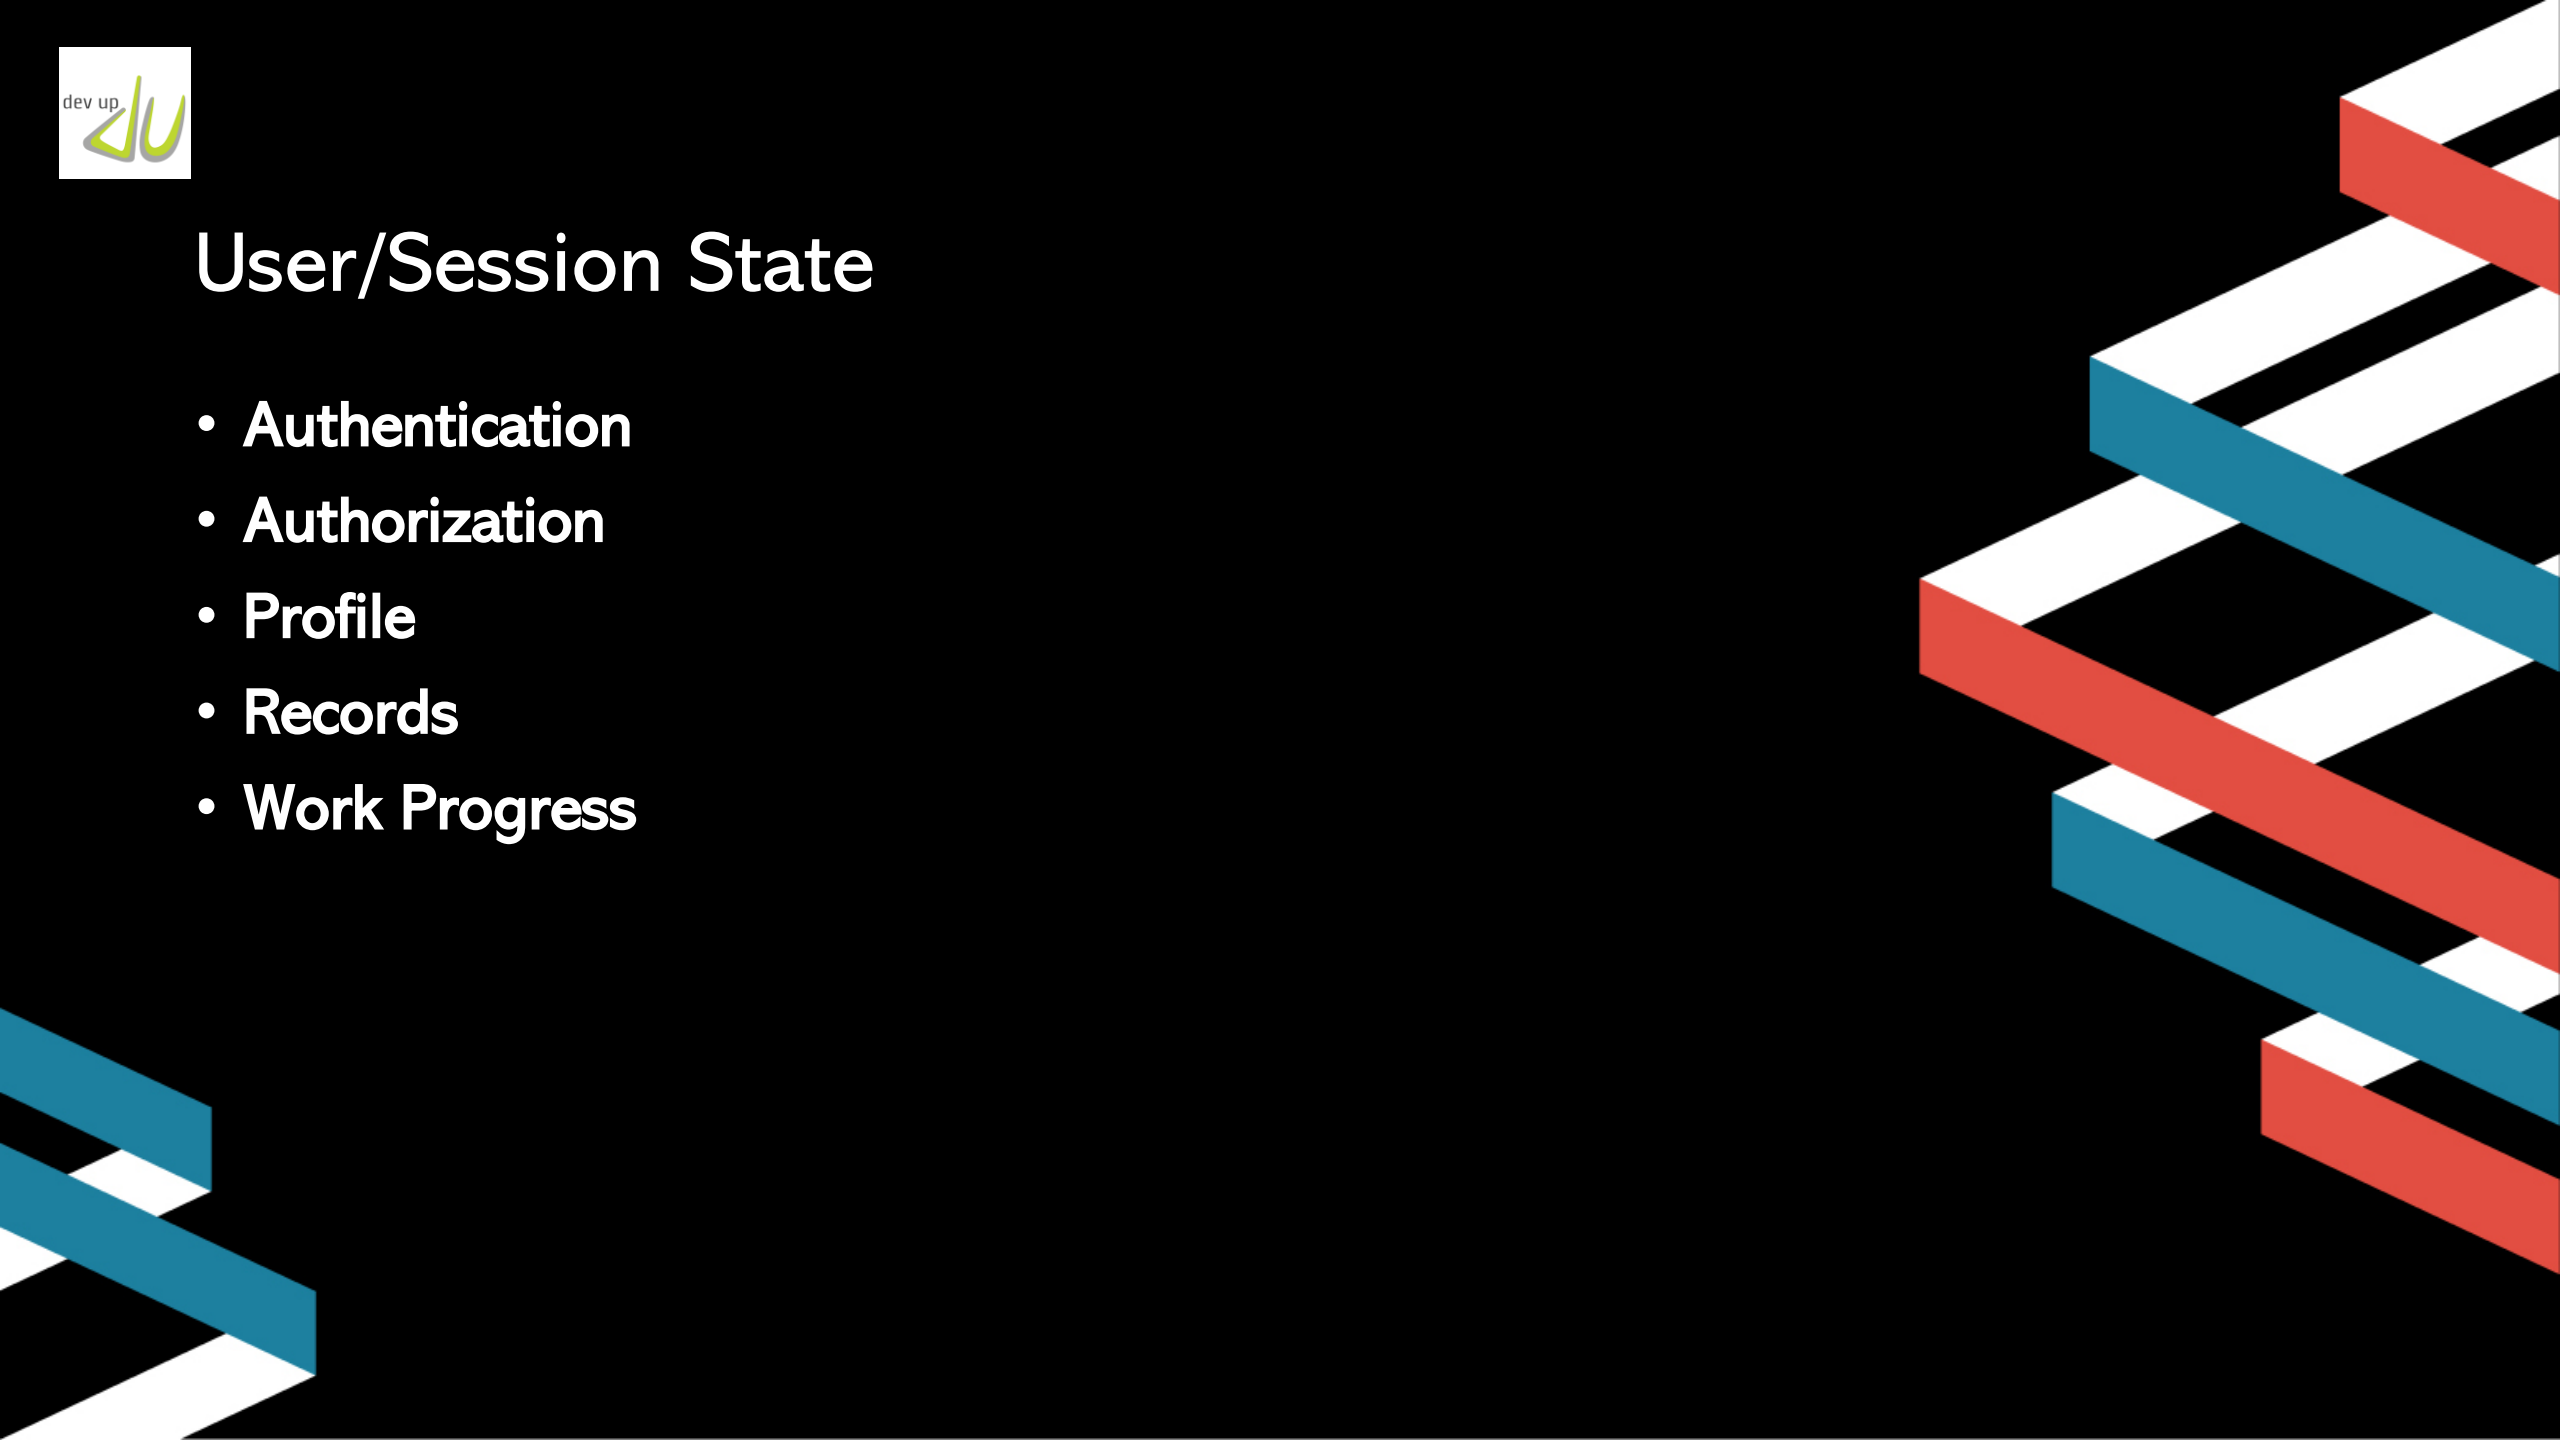 dev up
User/Session State
• Authentication
• Authorization
• Profile
• Records
• Work Progress